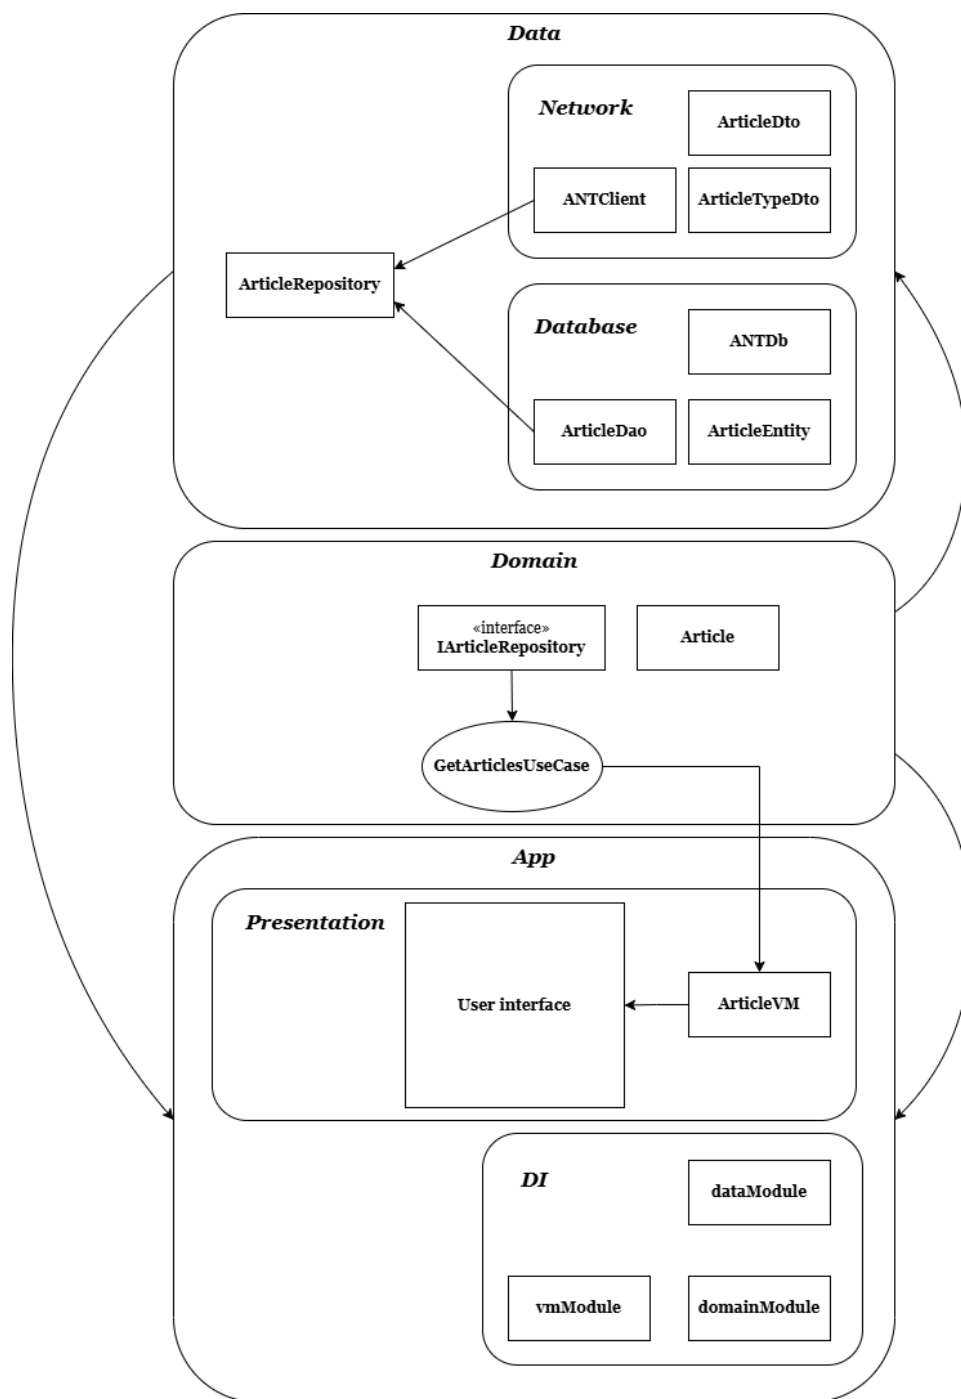 Data
Network
ArticleDto
ANTClient
ArticleTypeDto
ArticleRepository
Database
ANTDb
ArticleDao
ArticleEntity
Domain
«interface»
IArticleRepository
Article
GetArticlesUseCase
App
Presentation
User interface
ArticleVM
DI
dataModule
vmModule
domainModule